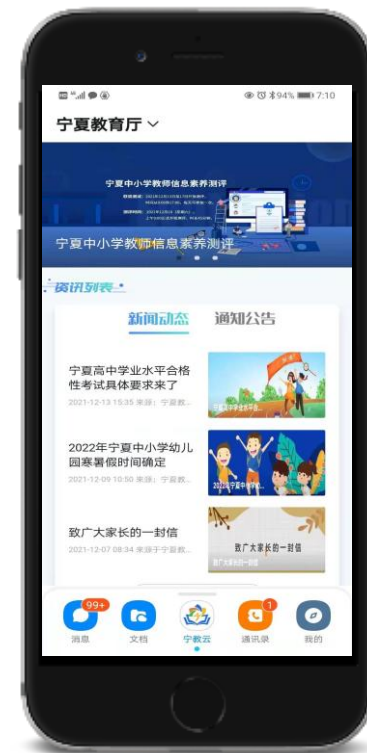 94% 7:10
宁夏教育厅
宁夏中小学教师信息素养测评
宁夏中小学教师信息素养测评
资讯列表
新闻动态 通知公告
宁夏高中学业水平合格
性考试具体要求来了
2021-12-13 15:35 来源：宁夏教...
2022年宁夏中小学幼儿
园寒暑假时间确定
2021-12-09 10:50 来源：宁夏教...
致广大家长的一封信
2021-12-07 08:34 来源于宁夏教...
致广大家长的一封信
99+
1
消息 文档 宁教云 通讯录 我的